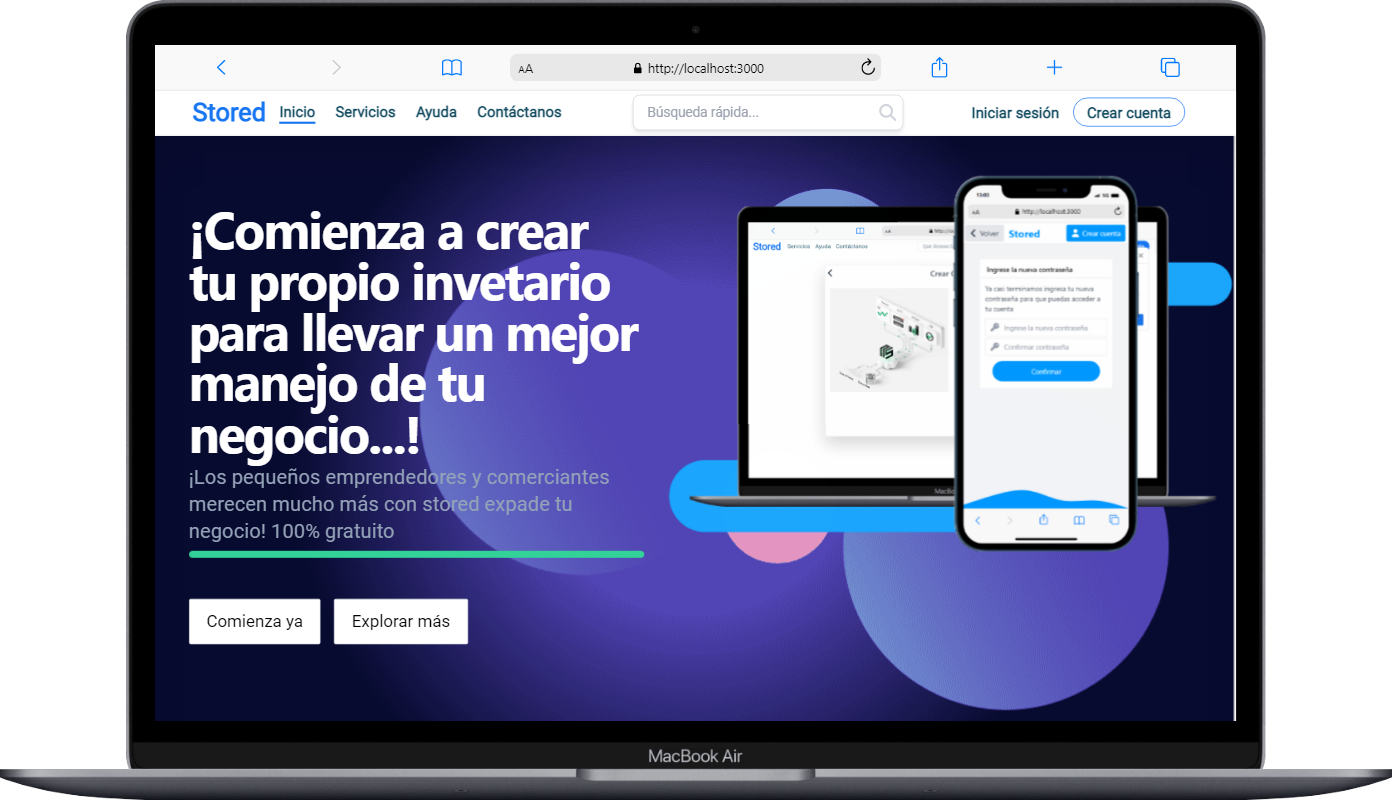 http://localhost:3000
Stored Inicio Servicios Ayuda Contáctanos Búsqueda rápida... Iniciar sesión Crear cuenta
¡Comienza a crear
tu propio invetario
para llevar un mejor
manejo de tu
negocio...!
¡Los pequeños emprendedores y comerciantes
merecen mucho más con stored expade tu
negocio! 100% gratuito
Comienza ya Explorar más
Stored Servicios Ayuda Contáctanos
Crear
13:00
AA http://localhost:3000
Volver Stored Crear cuenta
Ingrese la nueva contraseña
Ya casi terminamos ingresa tu nueva
contraseña para que puedas acceder a
tu cuenta
Ingrese la nueva contraseña
Confirmar contraseña
Confirmar
MacBook Air